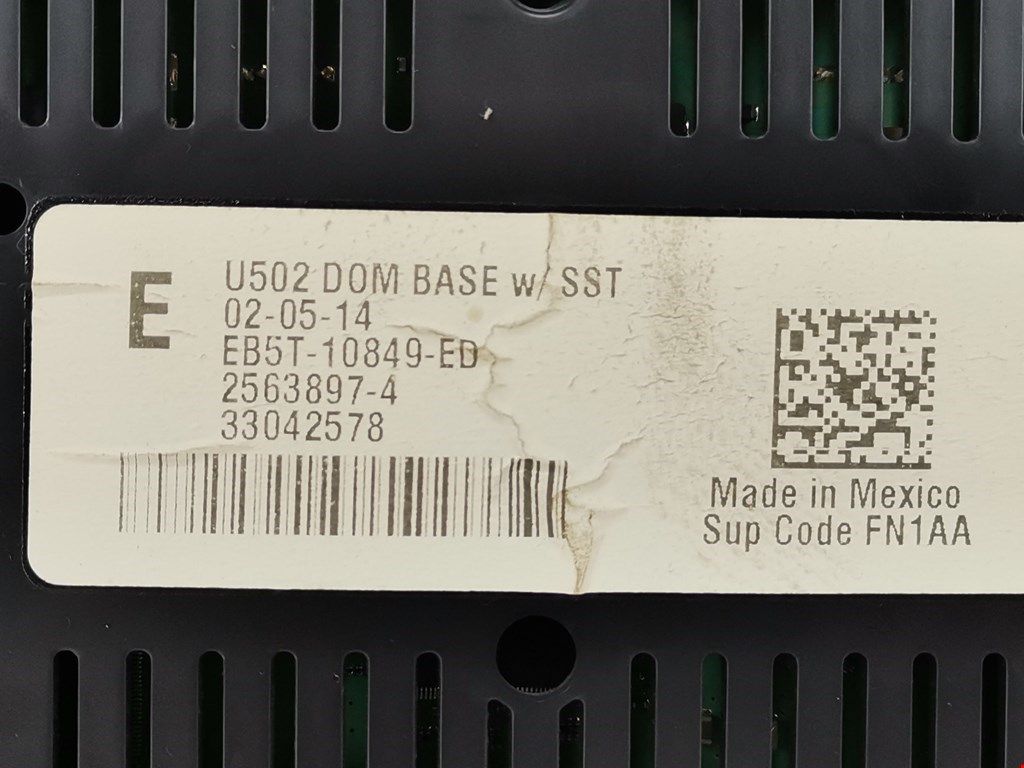 E
U502 DOM BASE w/ SST
02-05-14
EB5T-10849-ED
2563897-4
33042578
Made in Mexico
Sup Code FN1AA